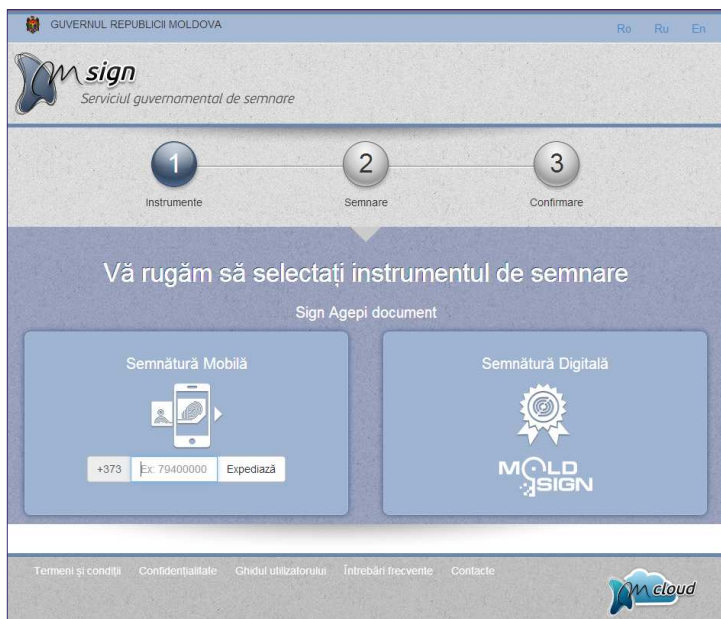 GUVERNUL REPUBLICII MOLDOVA Ro Ru En
M sign
Serviciul guvernamental de semnare
1 2 3
Instrumente Semnare Confirmare
Vă rugăm să selectați instrumentul de semnare
Sign Agepi document
Semnătură Mobilă
+373 Ex: 79400000 Expediază
Semnătură Digitală
MOLD
SIGN
Termeni și condiții Confidențialitate Ghidul utilizatorului Întrebări frecvente Contacte
M cloud